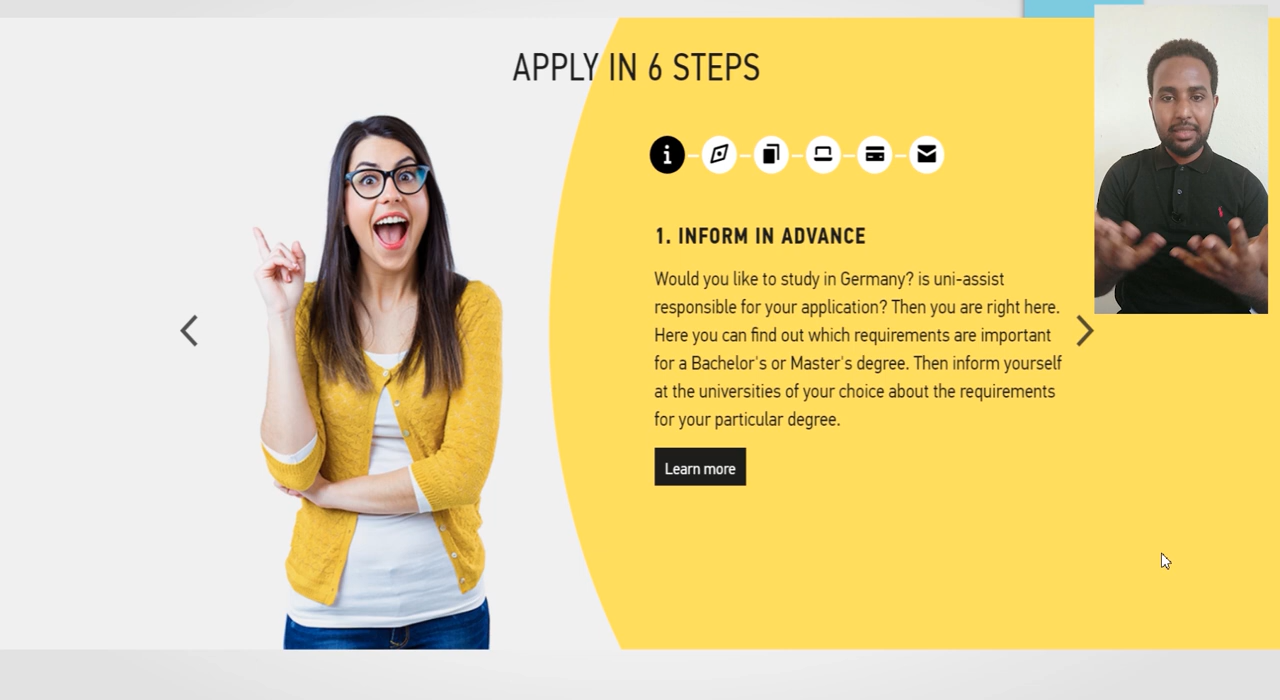 APPLY IN 6 STEPS
1. INFORM IN ADVANCE
Would you like to study in Germany? is uni-assist
responsible for your application? Then you are right here.
Here you can find out which requirements are important
for a Bachelor's or Master's degree. Then inform yourself
at the universities of your choice about the requirements
for your particular degree.
Learn more